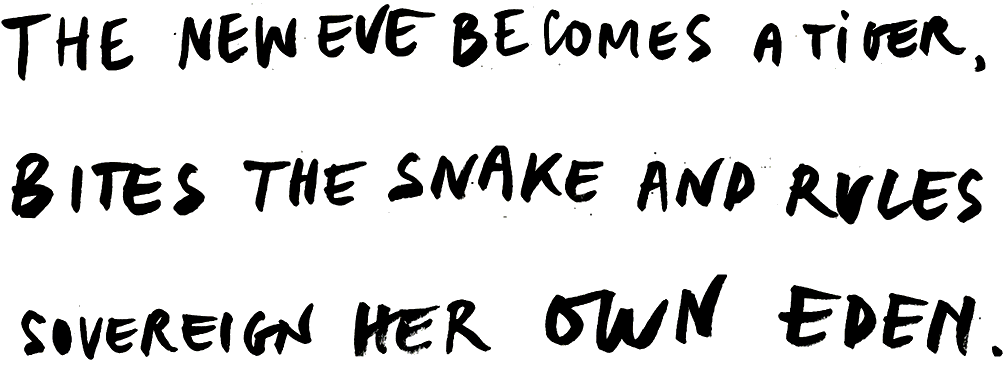 THE NEW EVE BECOMES A TiGER,
BITES THE SNAKE AND RULES
SOVEREIGN HER OWN EDEN.